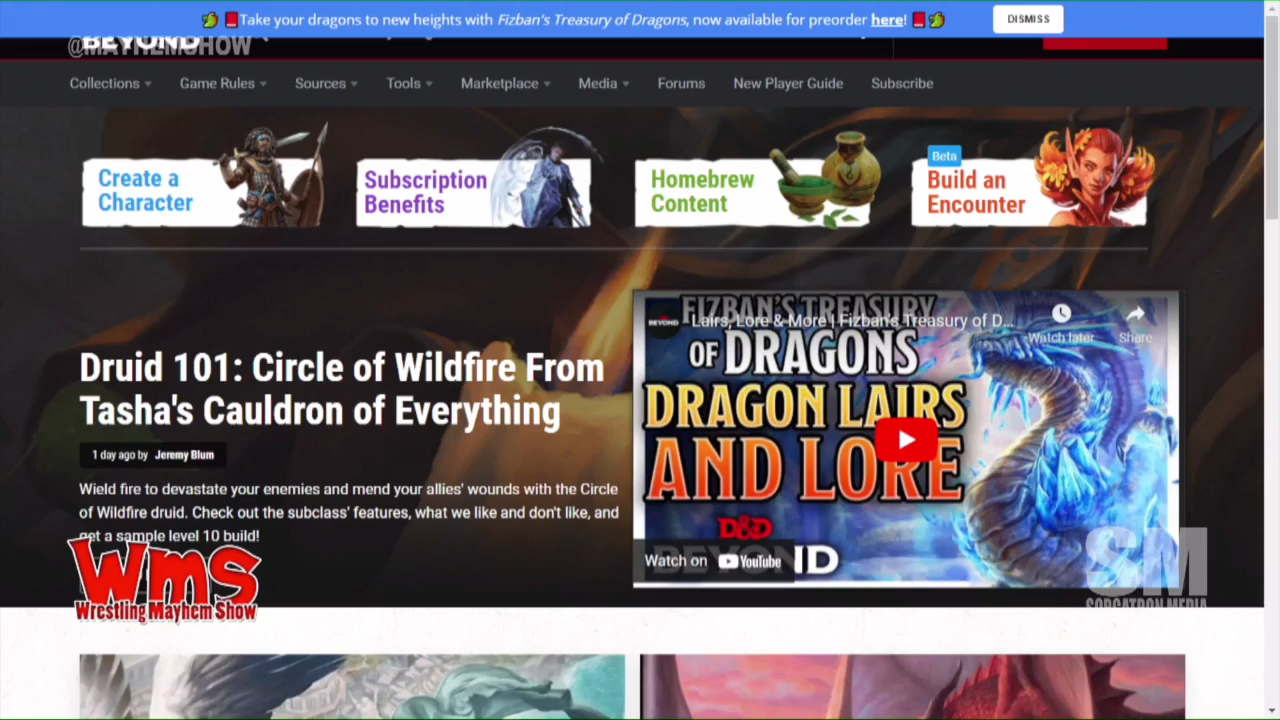 Take your dragons to new heights with Fizban's Treasury of Dragons, now available for preorder here!
DISMISS
BEYOND
@MAYHEMSHOW
Collections
Game Rules
Sources
Tools
Marketplace
Media
Forums
New Player Guide
Subscribe
Create a
Character
Subscription
Benefits
Homebrew
Content
Beta
Build an
Encounter
Druid 101: Circle of Wildfire From
Tasha's Cauldron of Everything
1 day ago by Jeremy Blum
Wield fire to devastate your enemies and mend your allies' wounds with the Circle
of Wildfire druid. Check out the subclass' features, what we like and don't like, and
get a sample level 10 build!
FIZBAN'S TREASURY
BEYOND
Lairs, Lore & More | Fizban's Treasury of D...
Watch later
Share
OF DRAGONS
DRAGON LAIRS
AND LORE
D&D
BEYOND
Watch on YouTube
WMS
Wrestling Mayhem Show
SM
SORGATRON MEDIA